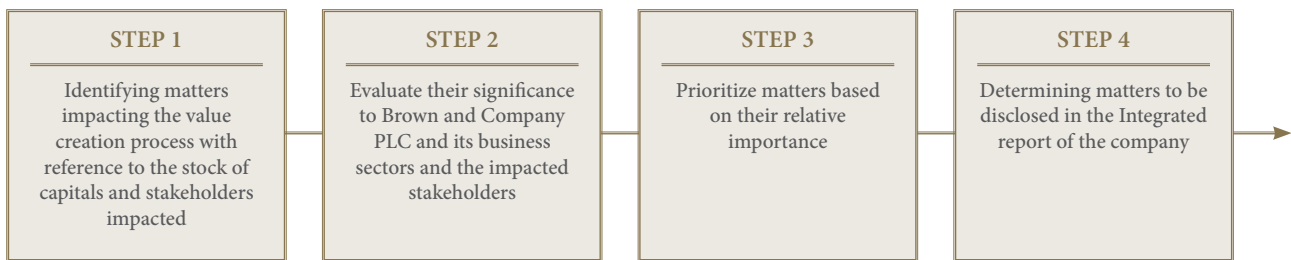 STEP 1
Identifying matters
impacting the value
creation process with
reference to the stock of
capitals and stakeholders
impacted
STEP 2
Evaluate their significance
to Brown and Company
PLC and its business
sectors and the impacted
stakeholders
STEP 3
Prioritize matters based
on their relative
importance
STEP 4
Determining matters to be
disclosed in the Integrated
report of the company